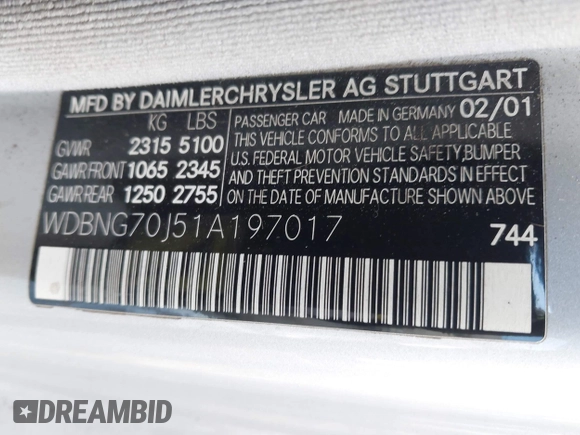 MFD BY DAIMLERCHRYSLER AG STUTTGART
KG LBS
GVWR 2315 5100
GAWR FRONT 1065 2345
GAWR REAR 1250 2755
PASSENGER CAR MADE IN GERMANY 02/01
THIS VEHICLE CONFORMS TO ALL APPLICABLE
U.S. FEDERAL MOTOR VEHICLE SAFETY, BUMPER
AND THEFT PREVENTION STANDARDS IN EFFECT
ON THE DATE OF MANUFACTURE SHOWN ABOVE.
WDBNG70J51A197017 744
DREAMBID